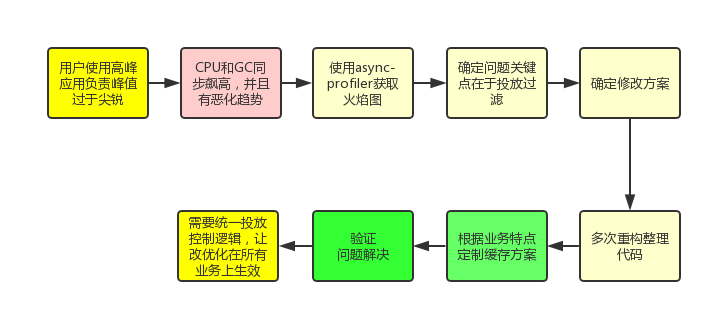 用户使用高峰
应用负责峰值
过于尖锐
CPU和GC同
步飙高，并且
有恶化趋势
使用async-
profiler获取
火焰图
确定问题关键
点在于投放过
滤
确定修改方案
多次重构整理
代码
根据业务特点
定制缓存方案
验证
问题解决
需要统一投放
控制逻辑，让
改优化在所有
业务上生效